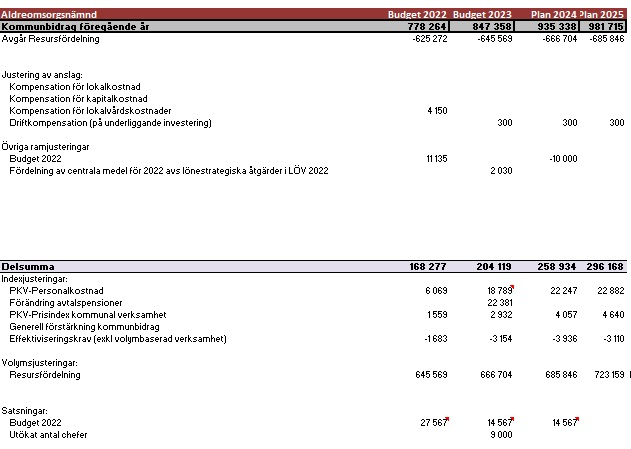 Äldreomsorgsnämnd Budget 2022 Budget 2023 Plan 2024 Plan 2025
Kommunbidrag föregående år 778 264 847 358 935 338 981 715
Avgår Resursfördelning -625 272 -645 569 -666 704 -685 846
Justering av anslag:
Kompensation för lokalkostnad
Kompensation för kapitalkostnad
Kompensation för lokalvårdskostnader 4 150
Driftkompensation (på underliggande investering) 300 300 300
Övriga ramjusteringar
Budget 2022 11 135 -10 000
Fördelning av centrala medel för 2022 avs lönestrategiska åtgärder i LÖV 2022 2 030
Delsumma 168 277 204 119 258 934 296 168
Indexjusteringar:
PKV-Personalkostnad 6 069 18 789 22 247 22 882
Förändring avtalspensioner 22 381
PKV-Prisindex kommunal verksamhet 1 559 2 932 4 057 4 640
Generell förstärkning kommunbidrag
Effektiviseringskrav (exkl volymbaserad verksamhet) -1 683 -3 154 -3 936 -3 110
Volymsjusteringar:
Resursfördelning 645 569 666 704 685 846 723 159
Satsningar:
Budget 2022 27 567 14 567 14 567
Utökat antal chefer 9 000